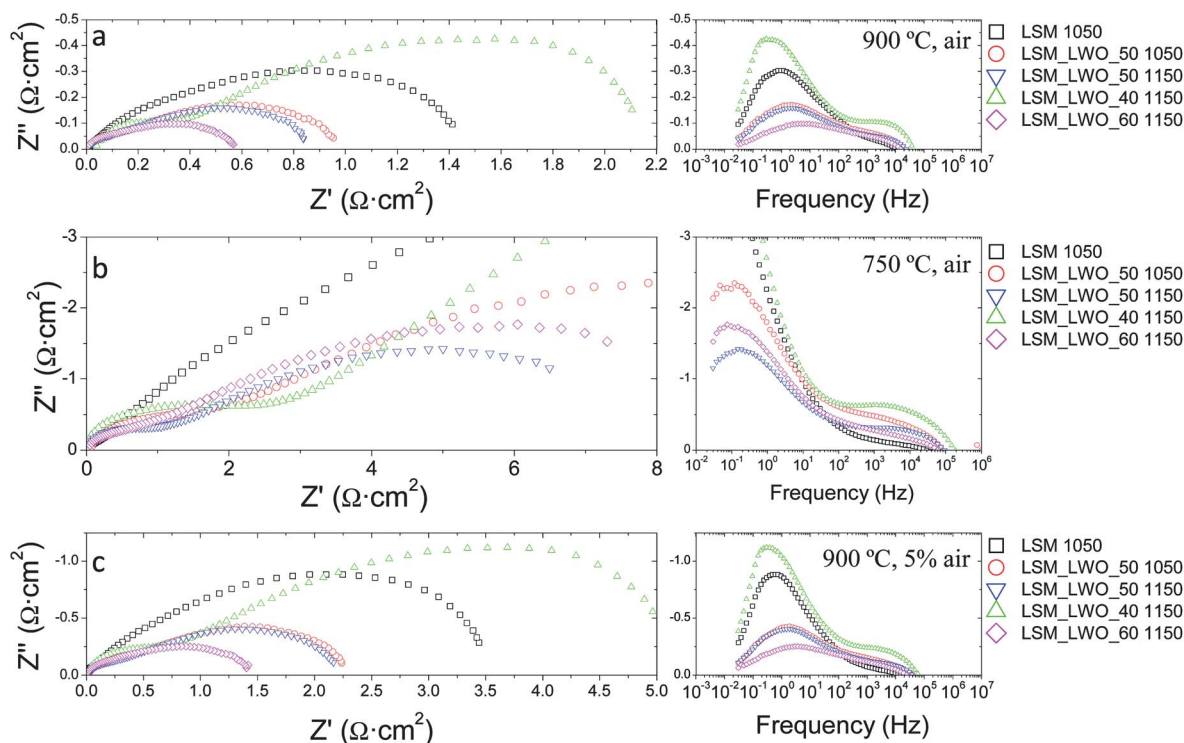 a
-0.5
-0.4
-0.3
-0.2
-0.1
0.0
Z'' (Ω·cm²)
0.0 0.2 0.4 0.6 0.8 1.0 1.2 1.4 1.6 1.8 2.0 2.2
Z' (Ω·cm²)
900 ºC, air
-0.5
-0.4
-0.3
-0.2
-0.1
0.0
10⁻³ 10⁻² 10⁻¹ 10⁰ 10¹ 10² 10³ 10⁴ 10⁵ 10⁶ 10⁷
Frequency (Hz)
LSM 1050
LSM_LWO_50 1050
LSM_LWO_50 1150
LSM_LWO_40 1150
LSM_LWO_60 1150
b
-3
-2
-1
0
Z'' (Ω·cm²)
0 2 4 6 8
Z' (Ω·cm²)
750 ºC, air
-3
-2
-1
0
10⁻² 10⁻¹ 10⁰ 10¹ 10² 10³ 10⁴ 10⁵ 10⁶
Frequency (Hz)
LSM 1050
LSM_LWO_50 1050
LSM_LWO_50 1150
LSM_LWO_40 1150
LSM_LWO_60 1150
c
-1.0
-0.5
0.0
Z'' (Ω·cm²)
0.0 0.5 1.0 1.5 2.0 2.5 3.0 3.5 4.0 4.5 5.0
Z' (Ω·cm²)
900 ºC, 5% air
-1.0
-0.5
0.0
10⁻³ 10⁻² 10⁻¹ 10⁰ 10¹ 10² 10³ 10⁴ 10⁵ 10⁶ 10⁷
Frequency (Hz)
LSM 1050
LSM_LWO_50 1050
LSM_LWO_50 1150
LSM_LWO_40 1150
LSM_LWO_60 1150